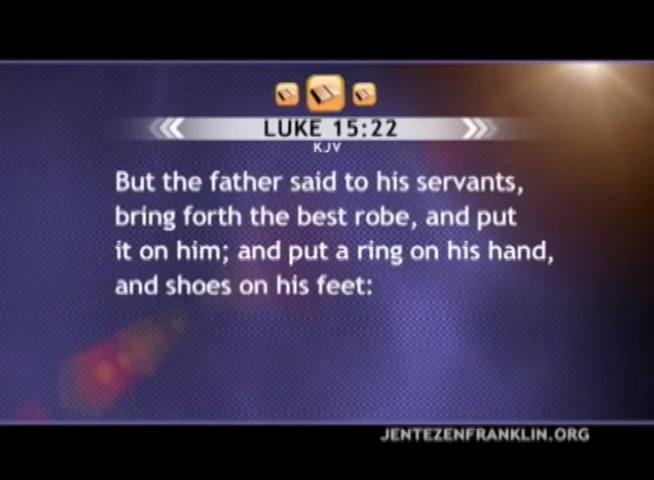 LUKE 15:22
KJV
But the father said to his servants,
bring forth the best robe, and put
it on him; and put a ring on his hand,
and shoes on his feet:
JENTEZENFRANKLIN.ORG